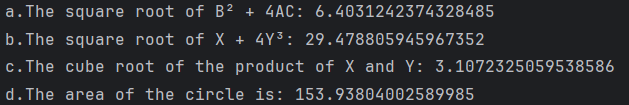 a.The square root of B² + 4AC: 6.4031242374328485
b.The square root of X + 4Y³: 29.478805945967352
c.The cube root of the product of X and Y: 3.1072325059538586
d.The area of the circle is: 153.93804002589985